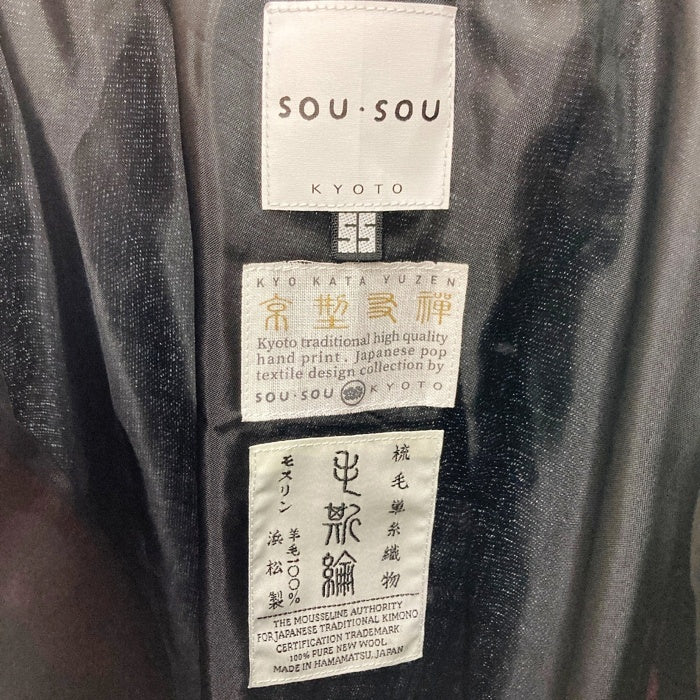 SOU・SOU
KYOTO
SS
KYO KATA YUZEN
京型友禅
Kyoto traditional high quality
hand print. Japanese pop
textile design collection by
SOU・SOU KYOTO
梳毛単糸織物
毛斯綸
モスリン
羊毛一〇〇%
浜松製
THE MOUSSELINE AUTHORITY
FOR JAPANESE TRADITIONAL KIMONO
CERTIFICATION TRADEMARK
100% PURE NEW WOOL
MADE IN HAMAMATSU, JAPAN